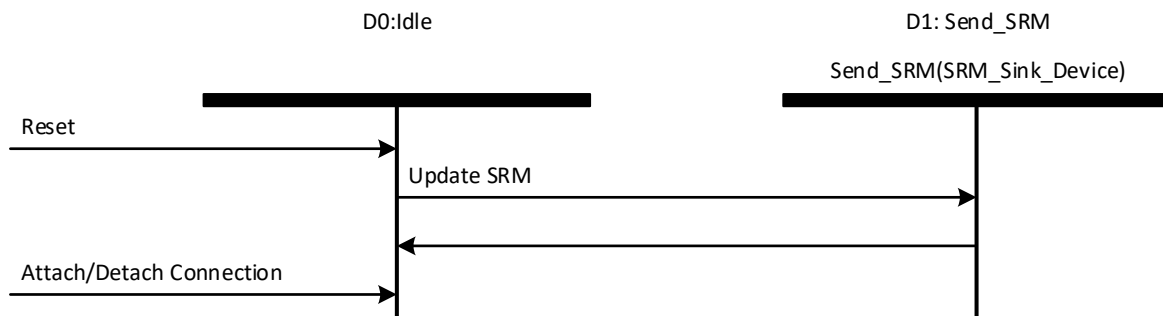 D0:Idle
D1: Send_SRM
Send_SRM(SRM_Sink_Device)
Reset
Update SRM
Attach/Detach Connection